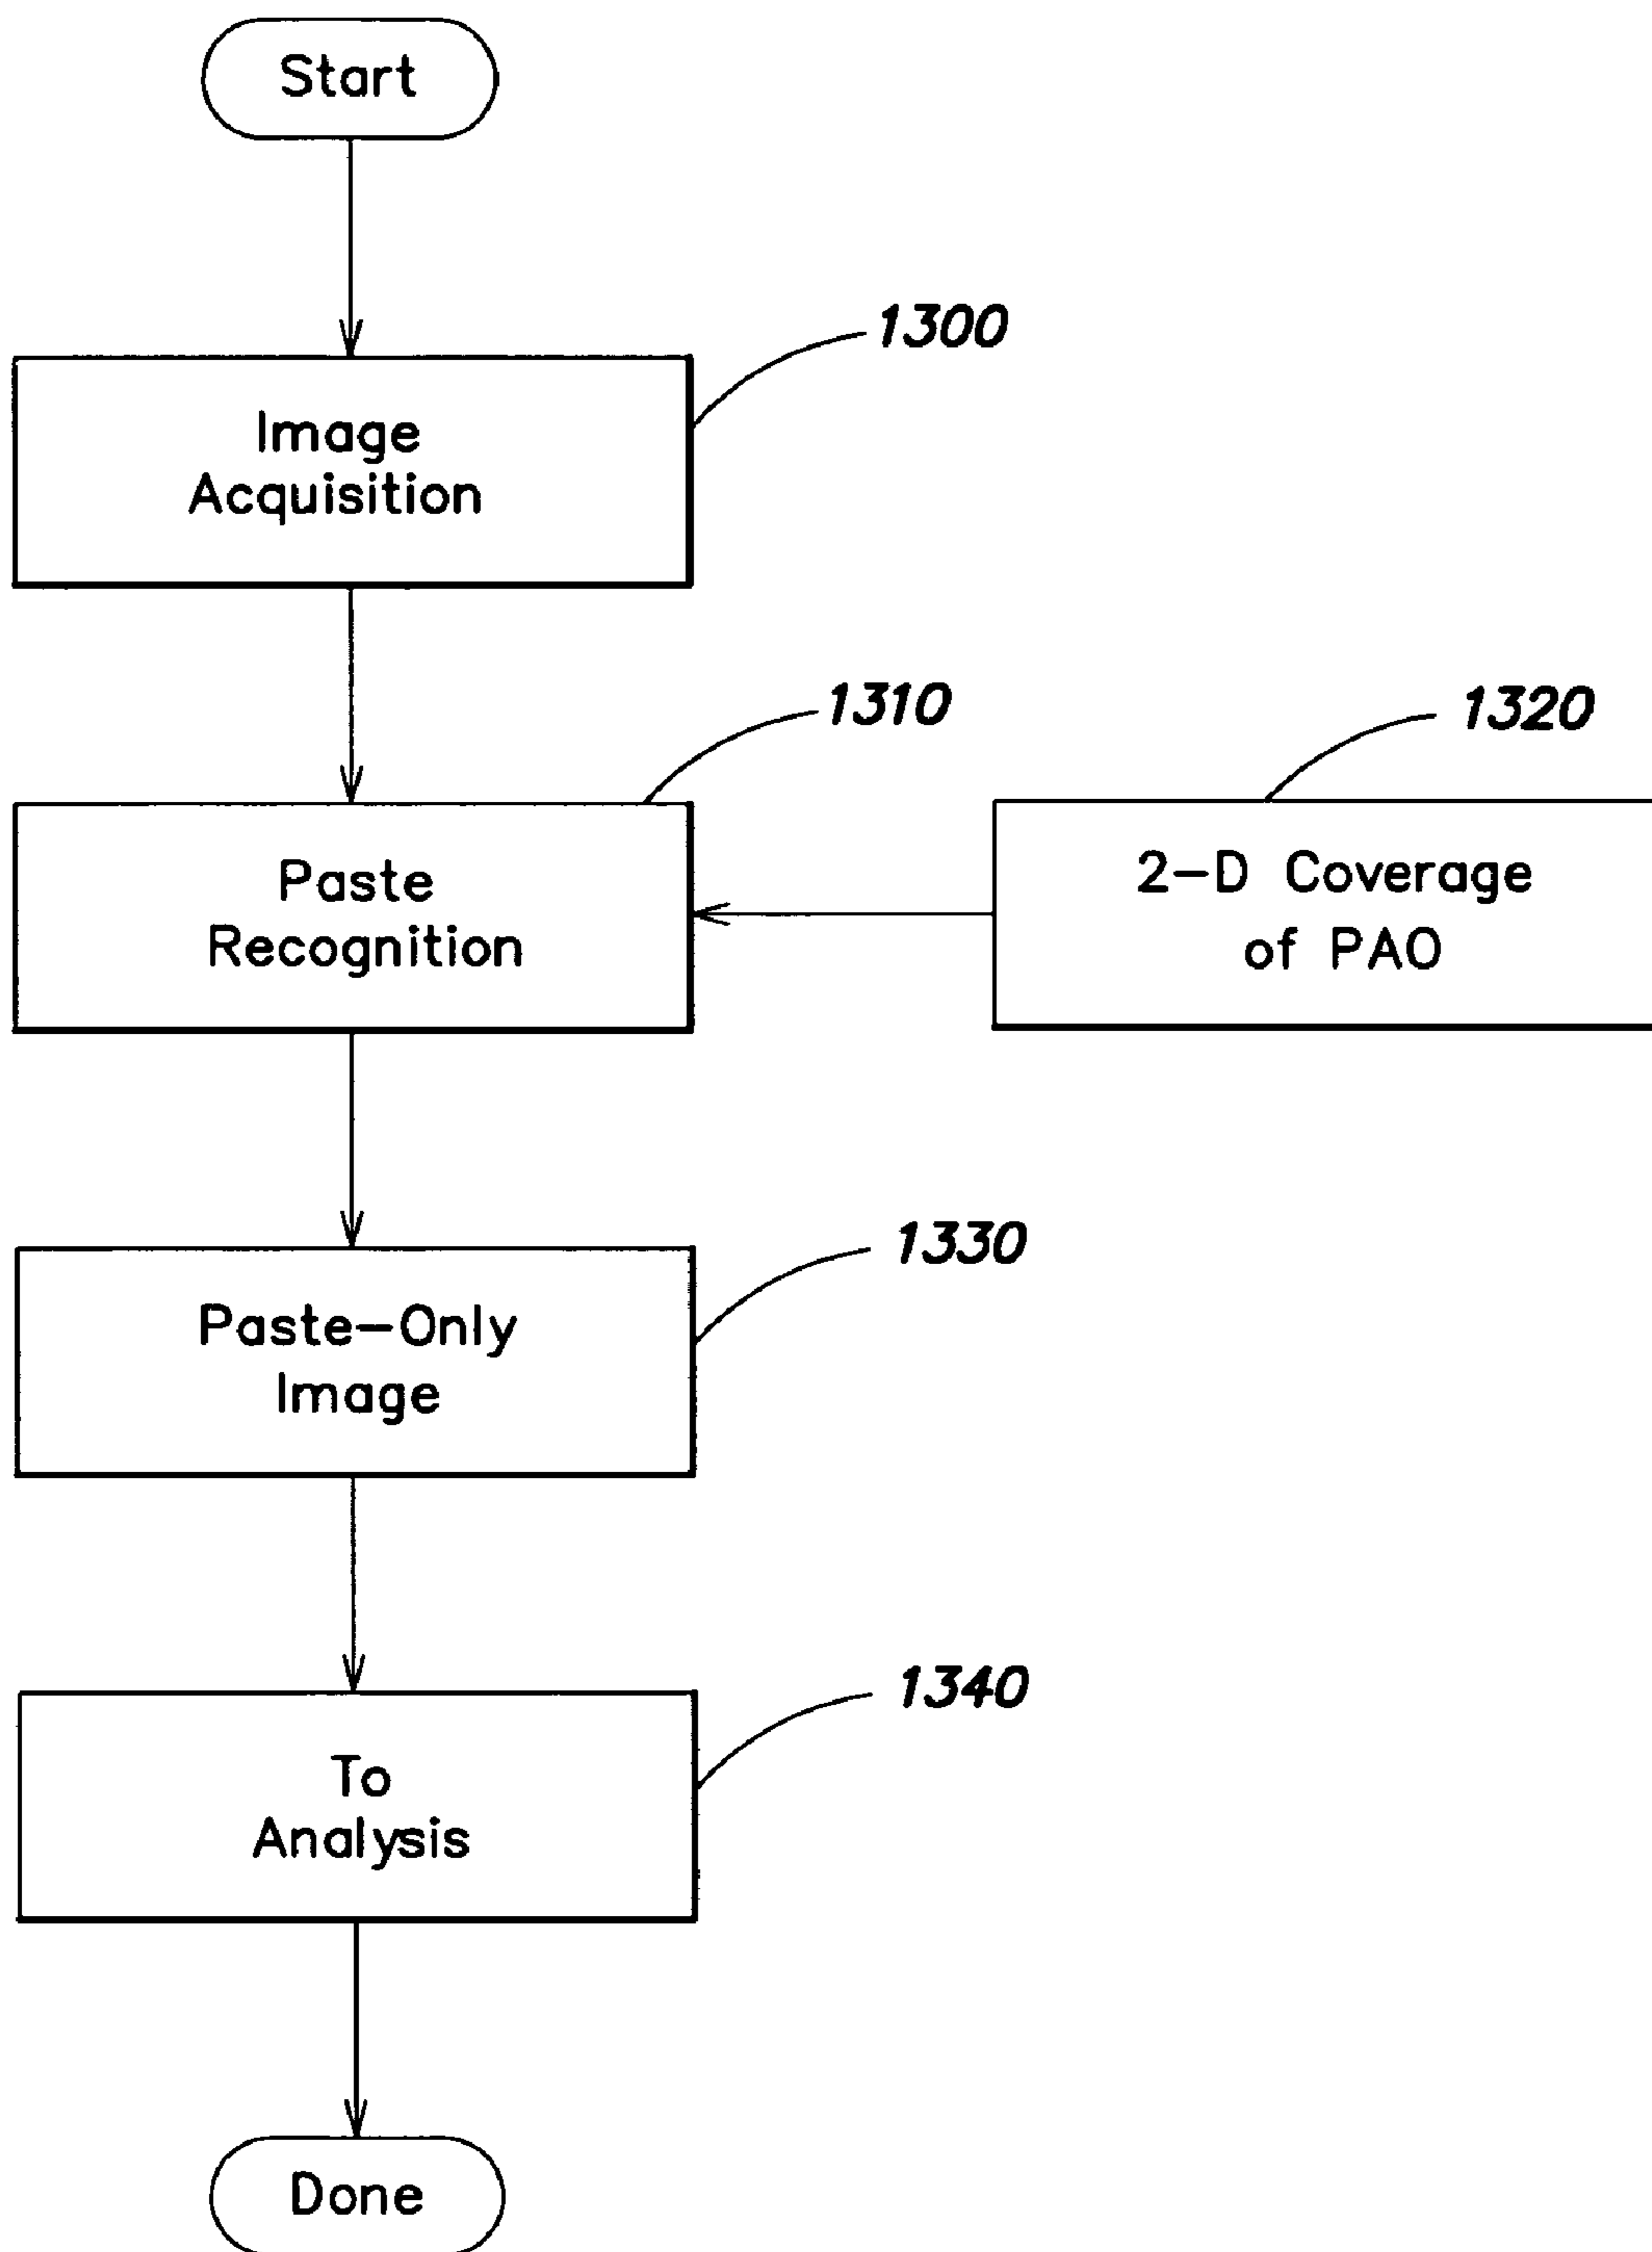 Start
1300
Image
Acquisition
1310
1320
Paste
Recognition
2-D Coverage
of PAO
1330
Paste-Only
Image
1340
To
Analysis
Done